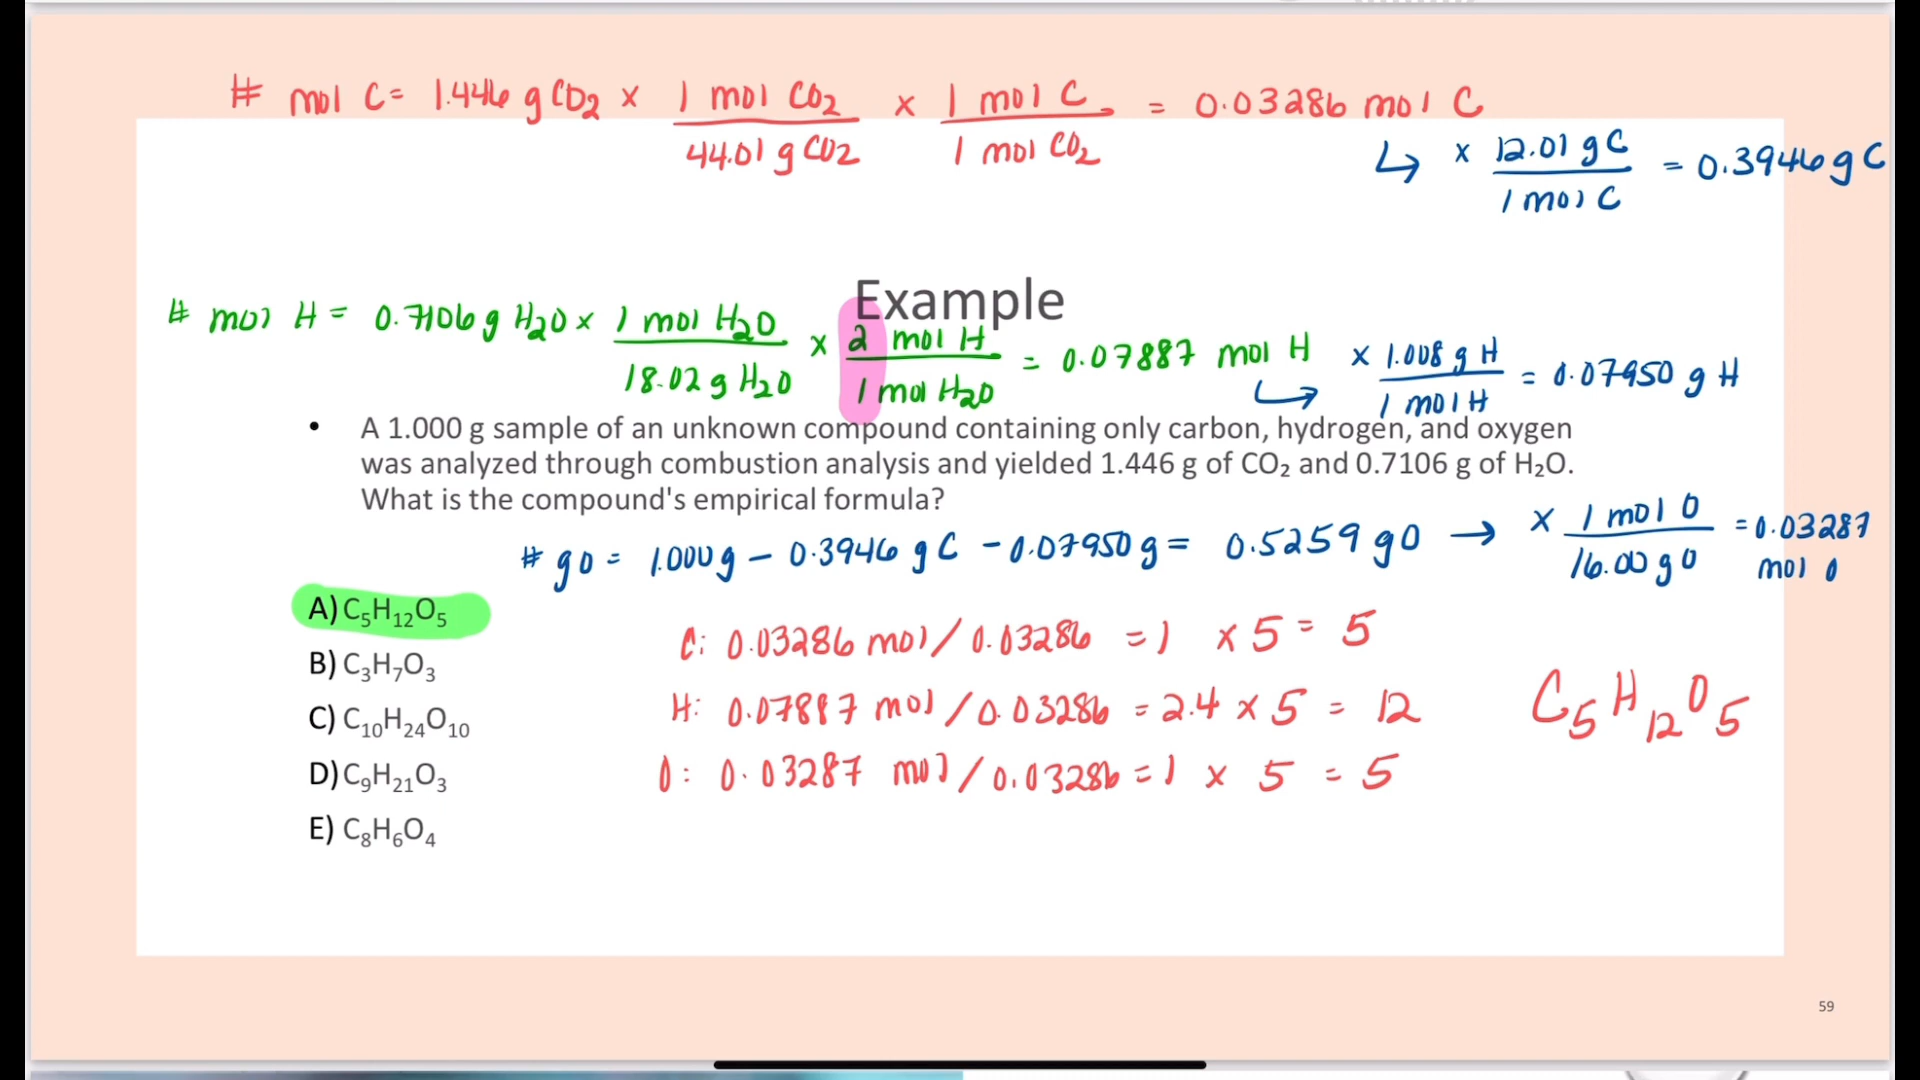 # mol C = 1.446 g CO₂ × 1 mol CO₂ / 44.01 g CO₂ × 1 mol C / 1 mol CO₂ = 0.03286 mol C
↳ × 12.01 g C / 1 mol C = 0.3946 g C
Example
# mol H = 0.7106 g H₂O × 1 mol H₂O / 18.02 g H₂O × 2 mol H / 1 mol H₂O = 0.07887 mol H
↳ × 1.008 g H / 1 mol H = 0.07950 g H
• A 1.000 g sample of an unknown compound containing only carbon, hydrogen, and oxygen
was analyzed through combustion analysis and yielded 1.446 g of CO₂ and 0.7106 g of H₂O.
What is the compound's empirical formula?
# g O = 1.000 g – 0.3946 g C – 0.07950 g = 0.5259 g O → × 1 mol O / 16.00 g O = 0.03287 mol O
A) C₅H₁₂O₅
B) C₃H₇O₃
C) C₁₀H₂₄O₁₀
D) C₉H₂₁O₃
E) C₈H₆O₄
C: 0.03286 mol / 0.03286 = 1 × 5 = 5
H: 0.07887 mol / 0.03286 = 2.4 × 5 = 12
O: 0.03287 mol / 0.03286 = 1 × 5 = 5
C₅H₁₂O₅
59